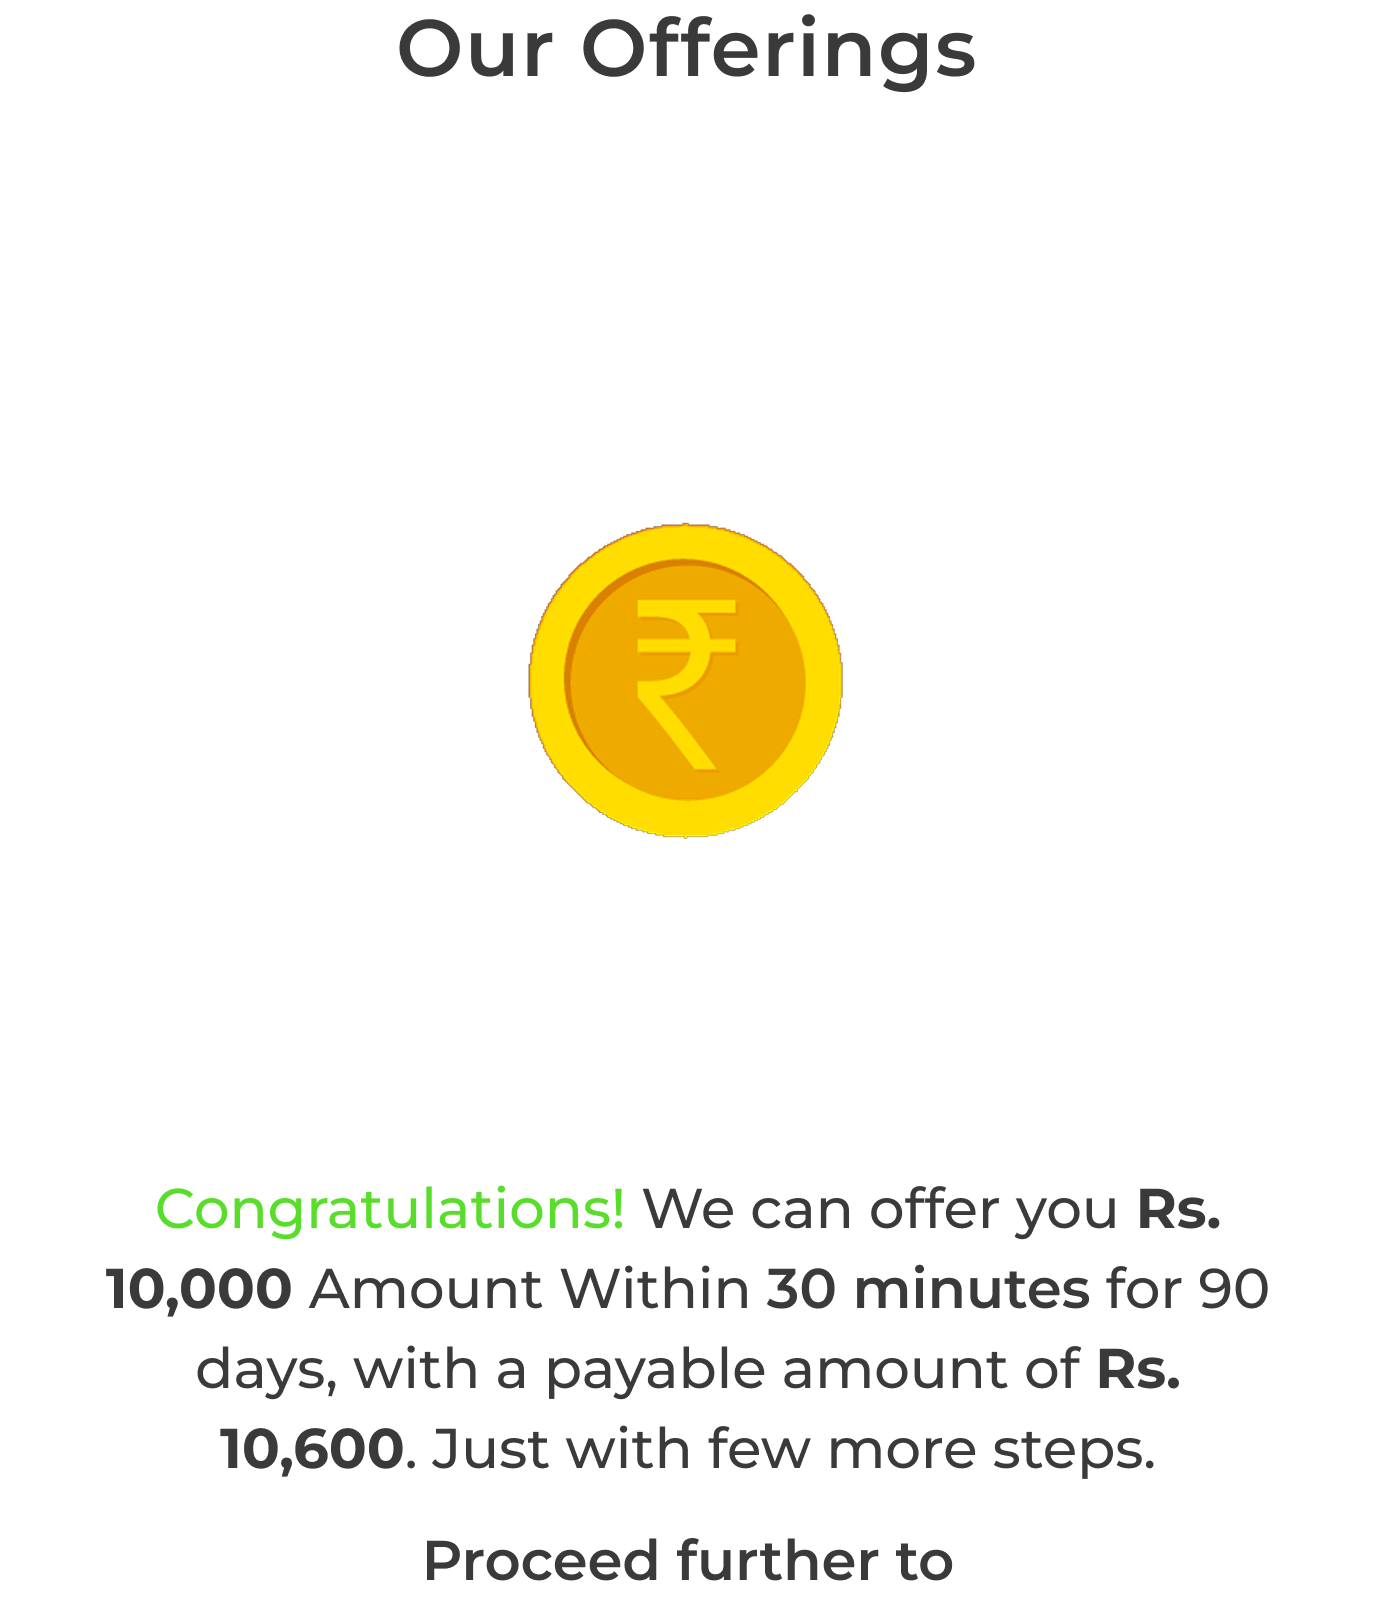 Our Offerings
₹
Congratulations! We can offer you Rs.
10,000 Amount Within 30 minutes for 90
days, with a payable amount of Rs.
10,600. Just with few more steps.
Proceed further to